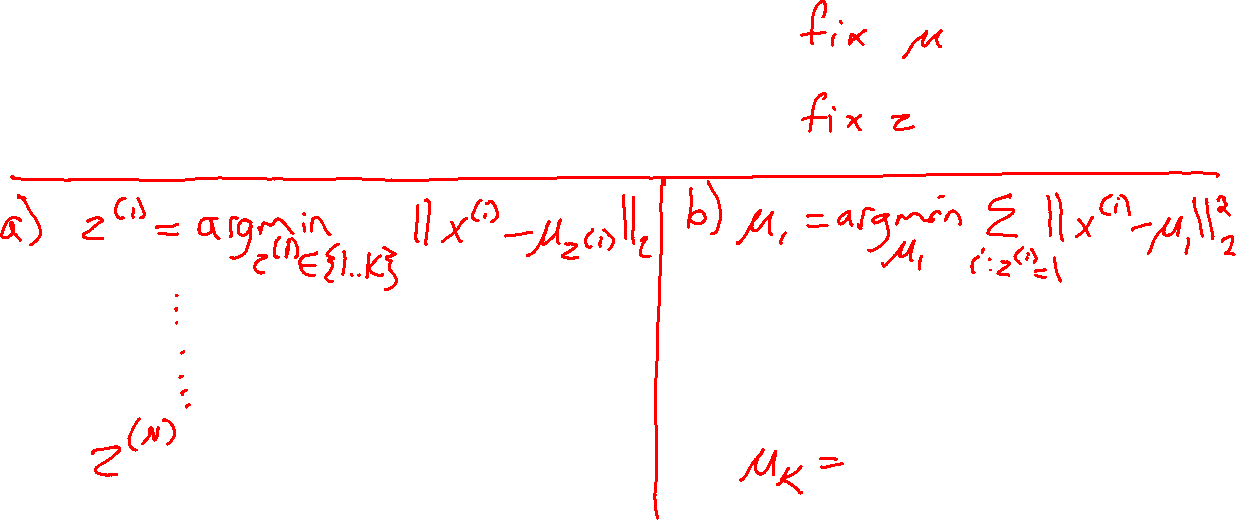 fix μ
fix z
a) z^(1) = argmin_{z^(1)∈{1..K}} ||x^(1) - μ_{z^(1)}||_2
z^(N)
b) μ_1 = argmin_{μ_1} Σ_{i:z^(i)=1} ||x^(i) - μ_1||_2^2
μ_K =